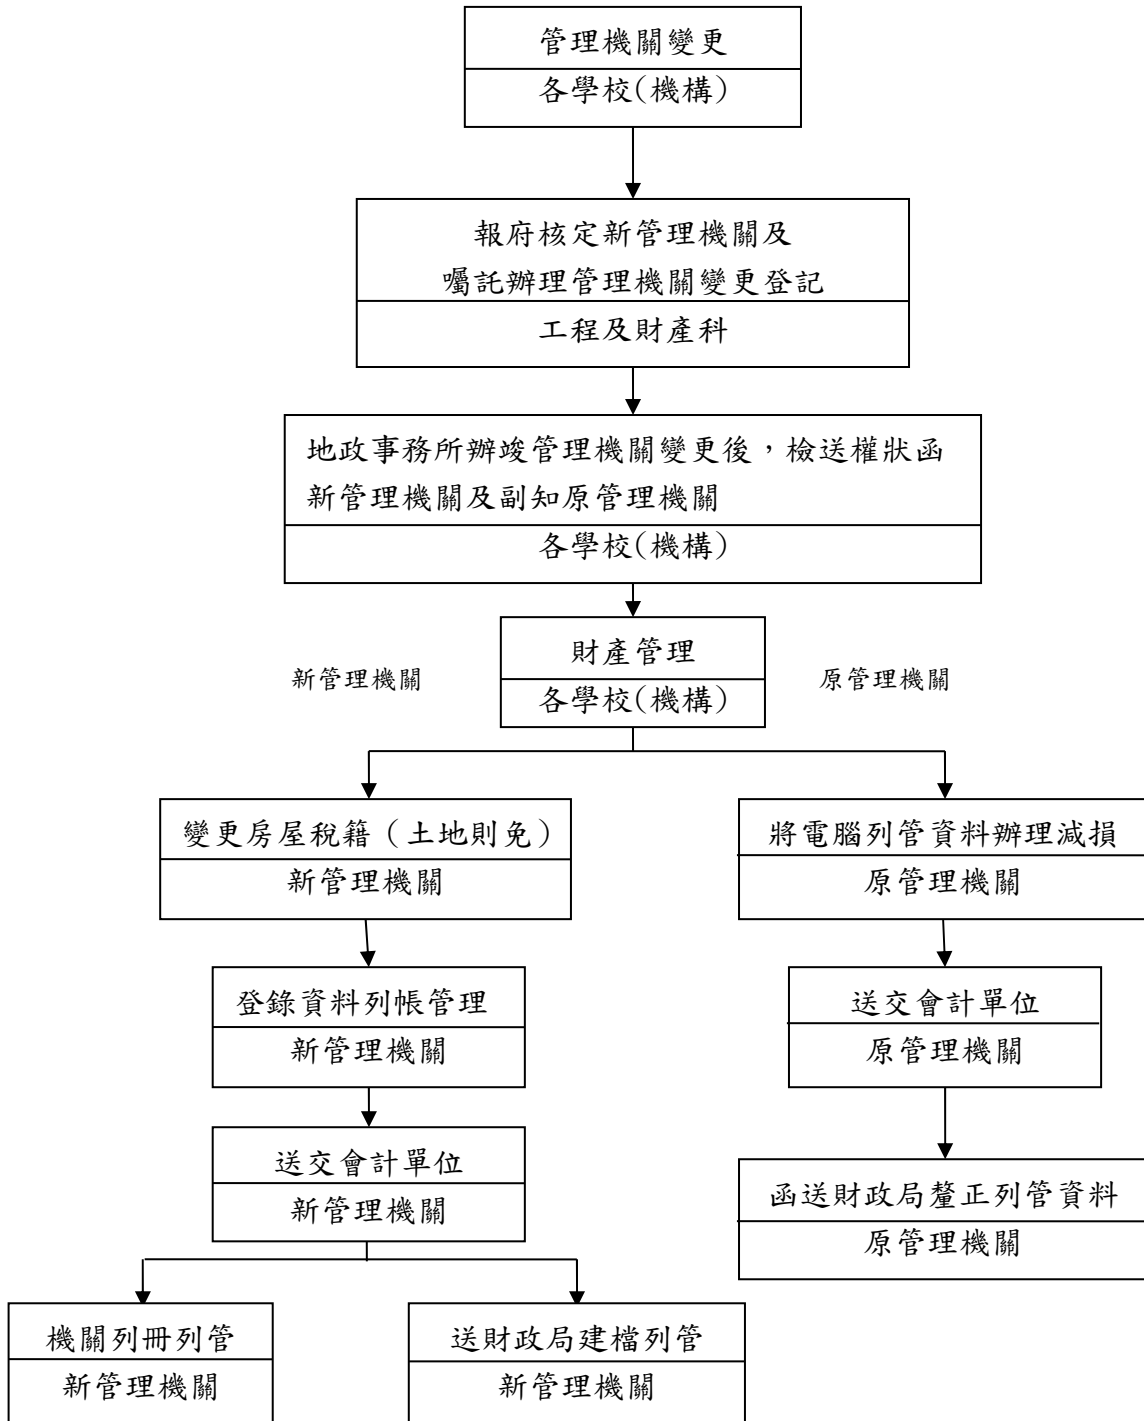 管理機關變更
各學校(機構)
報府核定新管理機關及
囑託辦理管理機關變更登記
工程及財產科
地政事務所辦竣管理機關變更後，檢送權狀函
新管理機關及副知原管理機關
各學校(機構)
財產管理
各學校(機構)
新管理機關
原管理機關
變更房屋稅籍（土地則免）
新管理機關
登錄資料列帳管理
新管理機關
送交會計單位
新管理機關
機關列冊列管
新管理機關
送財政局建檔列管
新管理機關
將電腦列管資料辦理減損
原管理機關
送交會計單位
原管理機關
函送財政局釐正列管資料
原管理機關